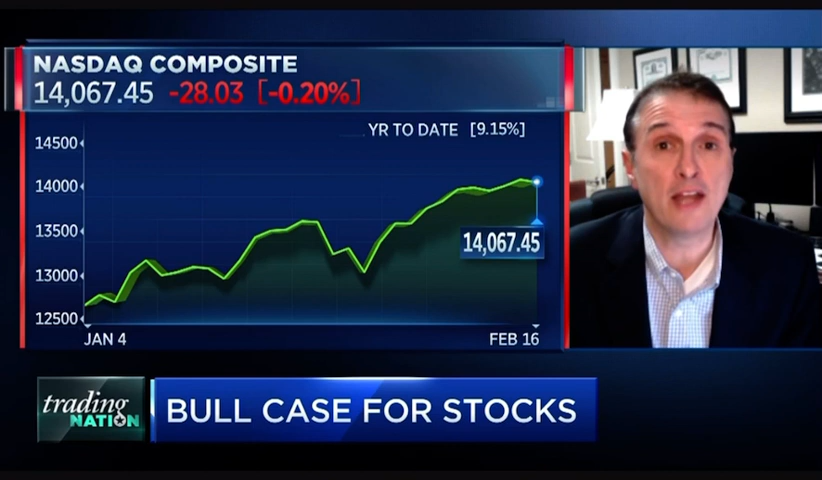 NASDAQ COMPOSITE
14,067.45 -28.03 [-0.20%]
YR TO DATE [9.15%]
14500
14000
13500
13000
12500
14,067.45
JAN 4 FEB 16
trading
NATION
BULL CASE FOR STOCKS